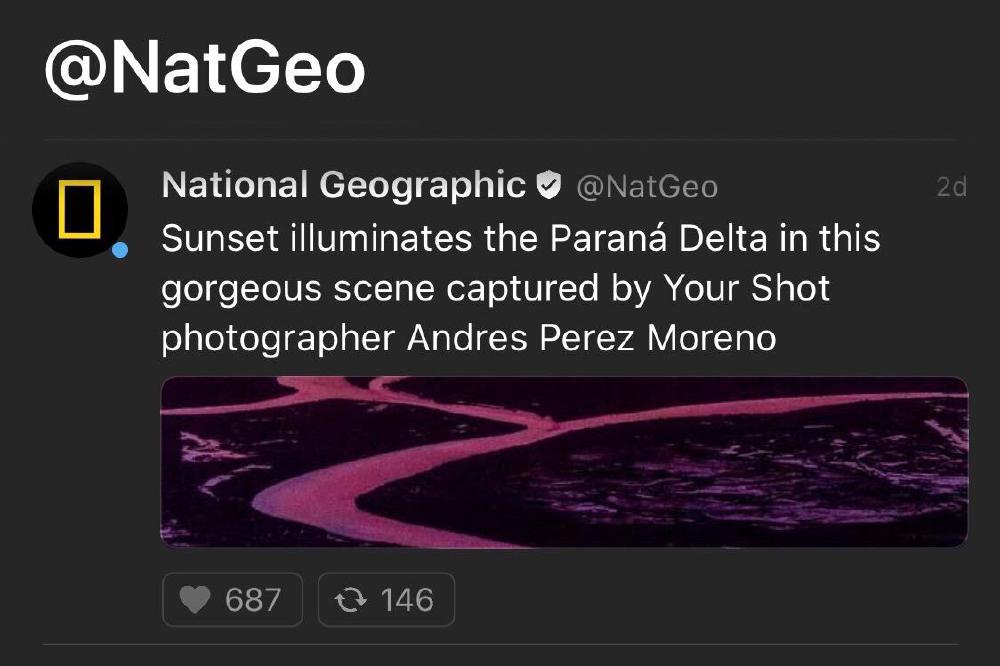 @NatGeo
National Geographic @NatGeo 2d
Sunset illuminates the Paraná Delta in this
gorgeous scene captured by Your Shot
photographer Andres Perez Moreno
687 146